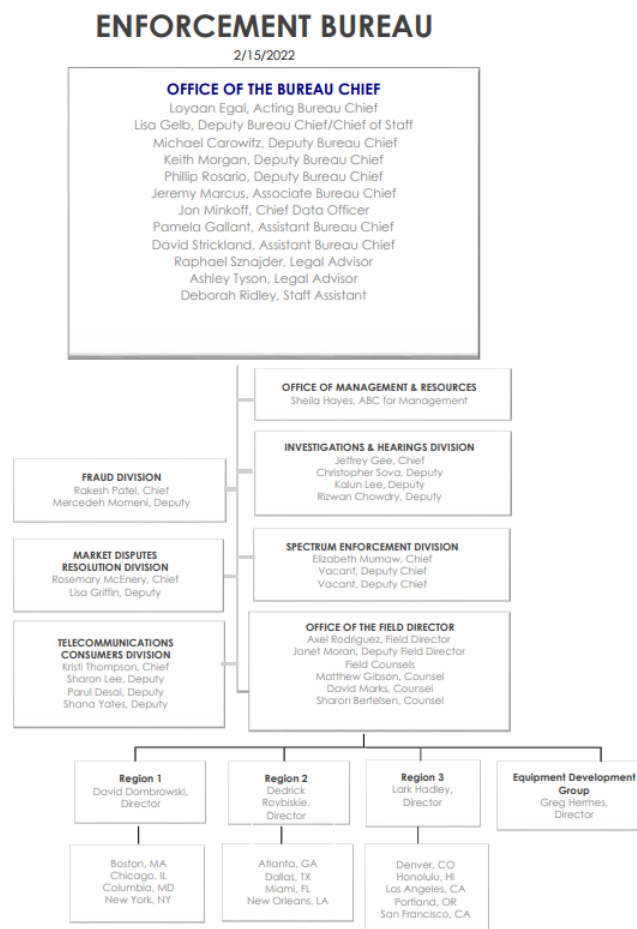 ENFORCEMENT BUREAU
2/15/2022
OFFICE OF THE BUREAU CHIEF
Loyaan Egal, Acting Bureau Chief
Lisa Gelb, Deputy Bureau Chief/Chief of Staff
Michael Carowitz, Deputy Bureau Chief
Keith Morgan, Deputy Bureau Chief
Phillip Rosario, Deputy Bureau Chief
Jeremy Marcus, Associate Bureau Chief
Jon Minkoff, Chief Data Officer
Pamela Gallant, Assistant Bureau Chief
David Strickland, Assistant Bureau Chief
Raphael Sznajder, Legal Advisor
Ashley Tyson, Legal Advisor
Deborah Ridley, Staff Assistant
OFFICE OF MANAGEMENT & RESOURCES
Sheila Hayes, ABC for Management
INVESTIGATIONS & HEARINGS DIVISION
Jeffrey Gee, Chief
Christopher Sova, Deputy
Kalun Lee, Deputy
Rizwan Chowdry, Deputy
FRAUD DIVISION
Rakesh Patel, Chief
Mercedeh Momeni, Deputy
SPECTRUM ENFORCEMENT DIVISION
Elizabeth Mumaw, Chief
Vacant, Deputy Chief
Vacant, Deputy Chief
MARKET DISPUTES
RESOLUTION DIVISION
Rosemary McEnery, Chief
Lisa Griffin, Deputy
OFFICE OF THE FIELD DIRECTOR
Axel Rodriguez, Field Director
Janet Moran, Deputy Field Director
Field Counsels
Matthew Gibson, Counsel
David Marks, Counsel
Sharon Bertelsen, Counsel
TELECOMMUNICATIONS
CONSUMERS DIVISION
Kristi Thompson, Chief
Sharon Lee, Deputy
Parul Desai, Deputy
Shana Yates, Deputy
Region 1
David Dombrowski,
Director
Region 2
Dedrick
Roybiskie,
Director
Region 3
Lark Hadley,
Director
Equipment Development
Group
Greg Hermes,
Director
Boston, MA
Chicago, IL
Columbia, MD
New York, NY
Atlanta, GA
Dallas, TX
Miami, FL
New Orleans, LA
Denver, CO
Honolulu, HI
Los Angeles, CA
Portland, OR
San Francisco, CA